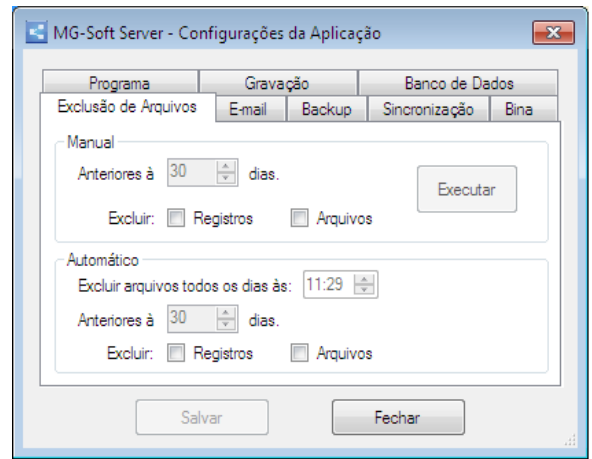 MG-Soft Server - Configurações da Aplicação
Programa Gravação Banco de Dados
Exclusão de Arquivos E-mail Backup Sincronização Bina
Manual
Anteriores à 30 dias.
Executar
Excluir: Registros Arquivos
Automático
Excluir arquivos todos os dias às: 11:29
Anteriores à 30 dias.
Excluir: Registros Arquivos
Salvar Fechar